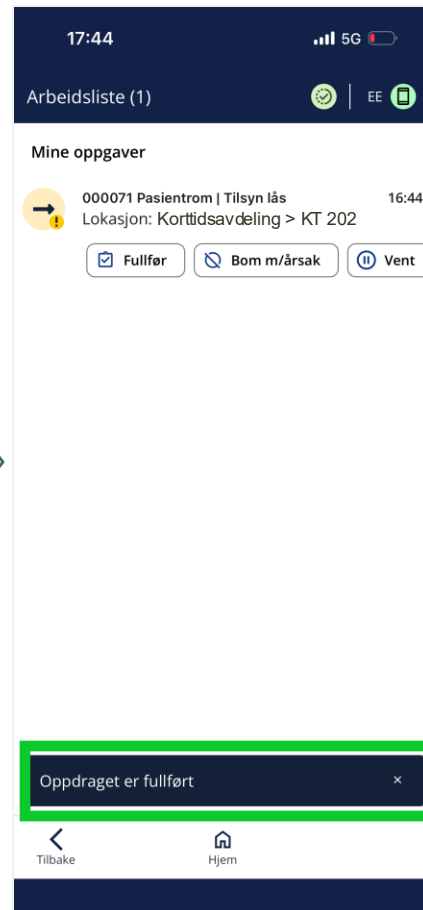 17:44 5G
Arbeidsliste (1) EE
Mine oppgaver
000071 Pasientrom | Tilsyn lås 16:44
Lokasjon: Korttidsavdeling > KT 202
Fullfør Bom m/årsak Vent
Oppdraget er fullført ×
Tilbake Hjem